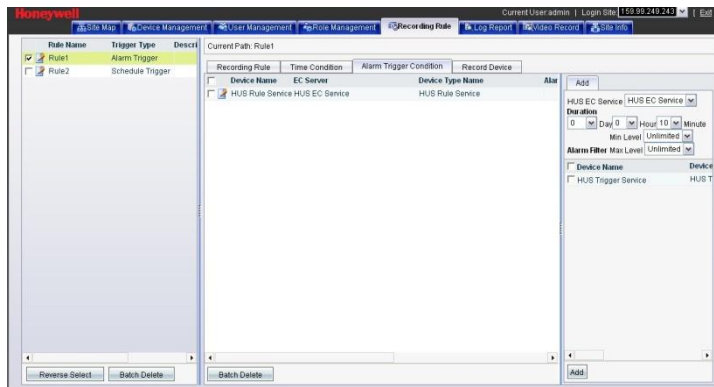 Honeywell
Current User admin | Login Site 159.99.249.243 | Exit
Site Map Device Management User Management Role Management Recording Rule Log Report Video Record Site Info
Rule Name Trigger Type Descri
Rule1 Alarm Trigger
Rule2 Schedule Trigger
Reverse Select Batch Delete
Current Path: Rule1
Recording Rule Time Condition Alarm Trigger Condition Record Device
Device Name EC Server Device Type Name Alar
HUS Rule Service HUS EC Service HUS Rule Service
Batch Delete
Add
HUS EC Service HUS EC Service
Duration
0 Day 0 Hour 10 Minute
Min Level Unlimited
Alarm Filter Max Level Unlimited
Device Name Device
HUS Trigger Service HUS T
Add